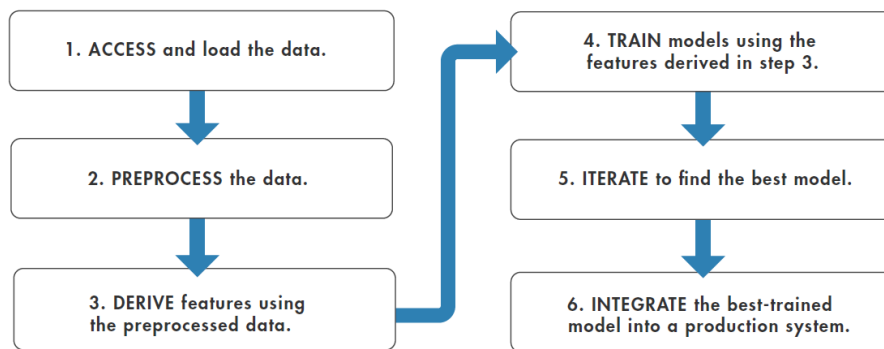 1. ACCESS and load the data.
2. PREPROCESS the data.
3. DERIVE features using
the preprocessed data.
4. TRAIN models using the
features derived in step 3.
5. ITERATE to find the best model.
6. INTEGRATE the best-trained
model into a production system.